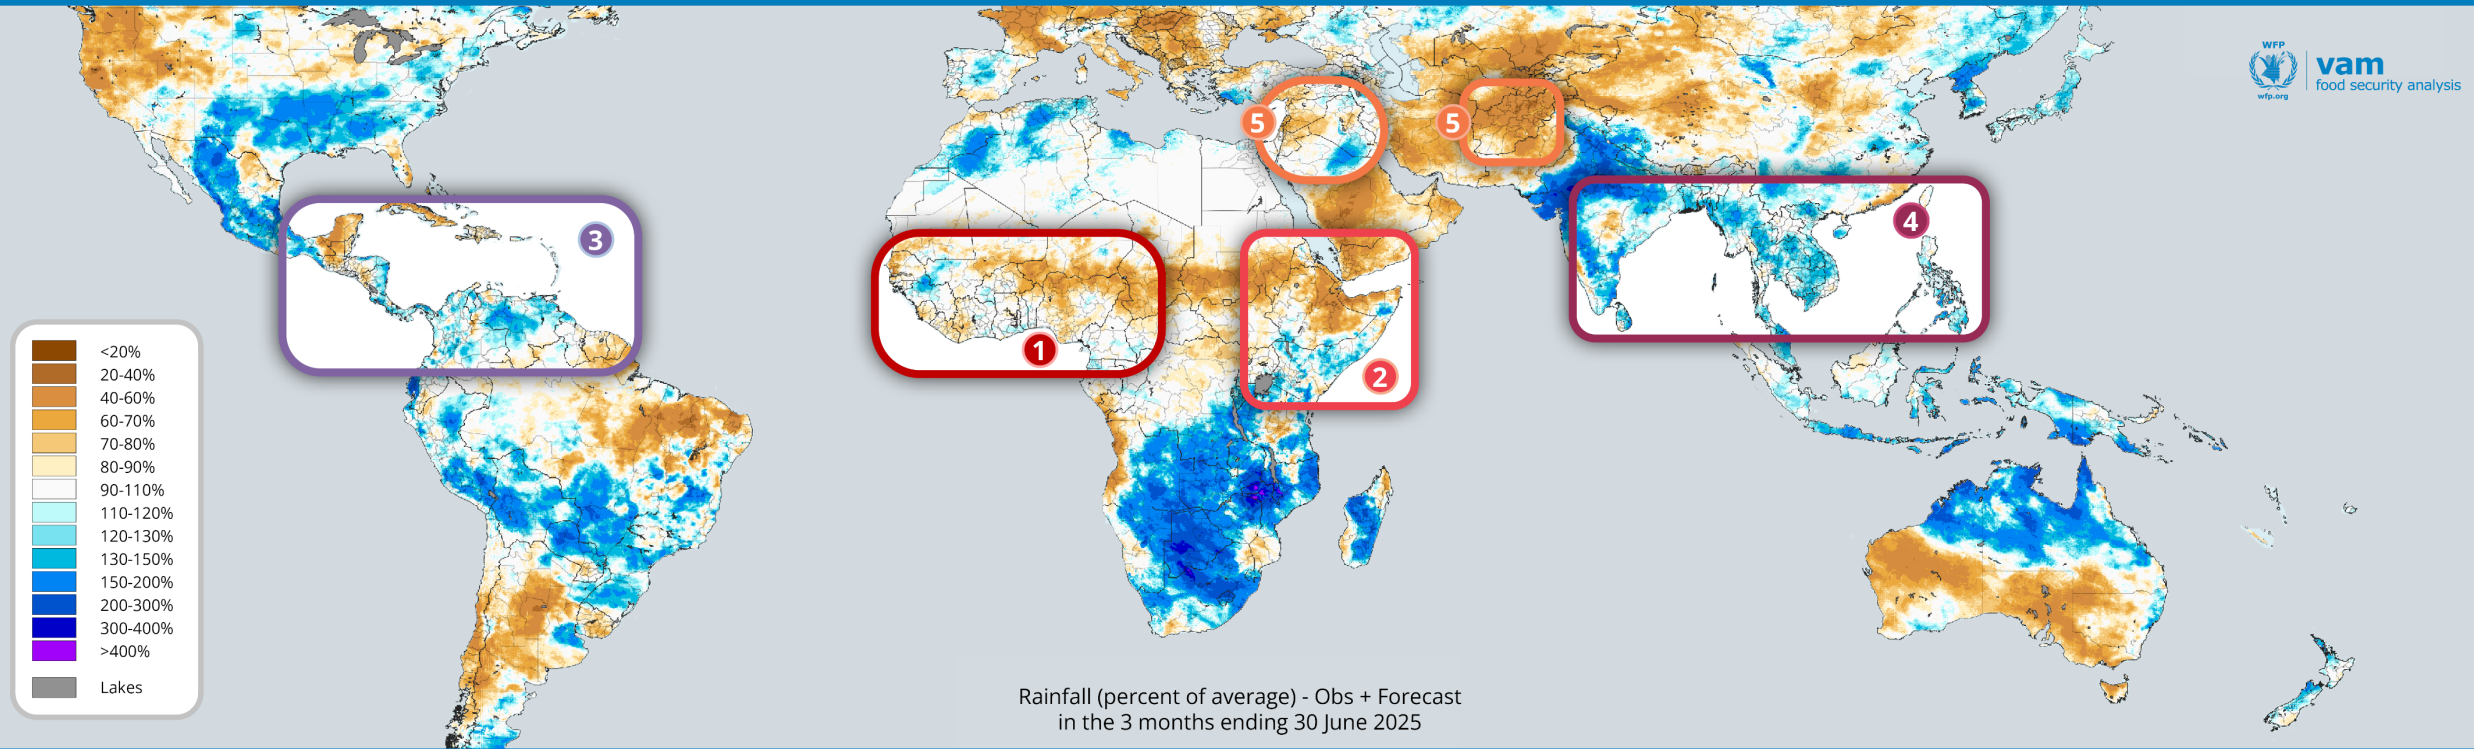 WFP
wfp.org
vam
food security analysis
5
5
3
4
1
2
<20%
20-40%
40-60%
60-70%
70-80%
80-90%
90-110%
110-120%
120-130%
130-150%
150-200%
200-300%
300-400%
>400%
Lakes
Rainfall (percent of average) - Obs + Forecast
in the 3 months ending 30 June 2025